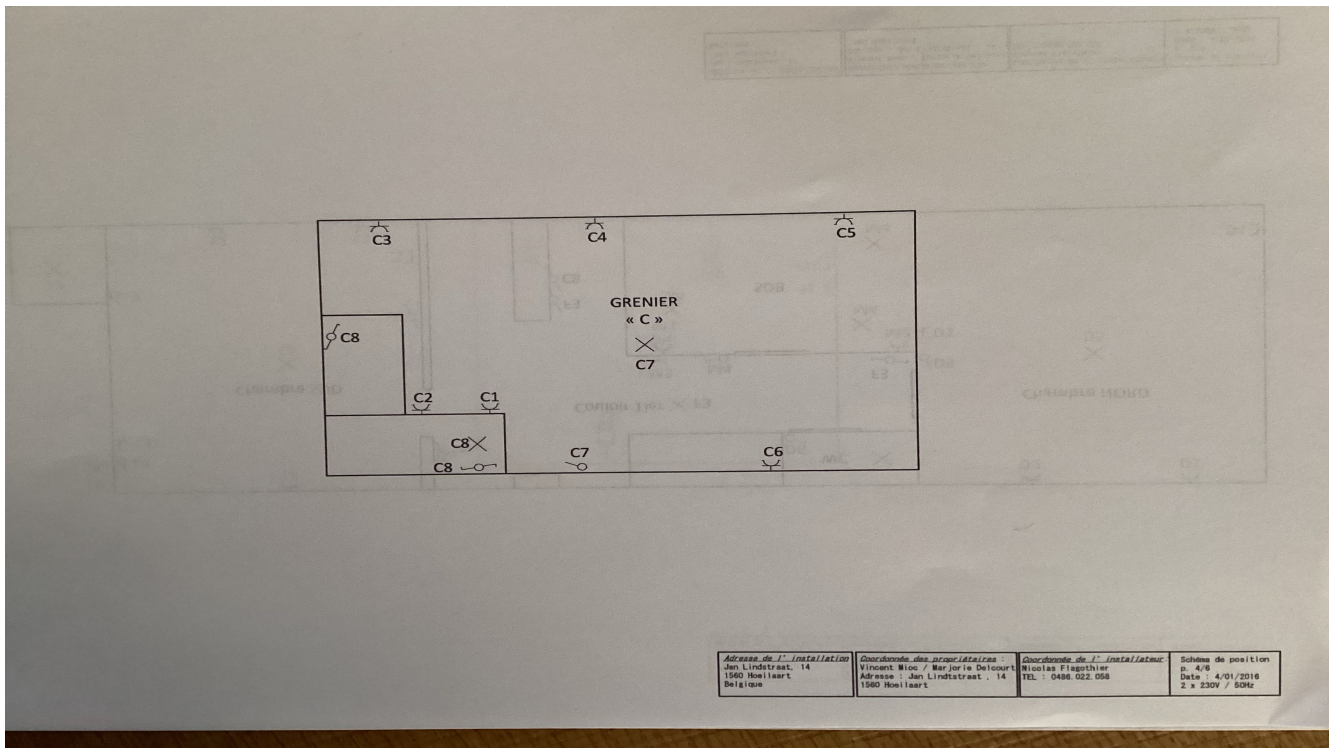 C3
C4
C5
GRENIER
« C »
C8
C7
C2
C1
C8
C8
C7
C6
Adresse de l' installation
Jan Lindstraat, 14
1560 Hoeilaart
Belgique
Coordonnée des propriétaires :
Vincent Mioc / Marjorie Delcourt
Adresse : Jan Lindtstraat , 14
1560 Hoeilaart
Coordonnée de l' installateur
Nicolas Flagothier
TEL : 0486.022.058
Schéma de position
p. 4/6
Date : 4/01/2016
2 x 230V / 50Hz